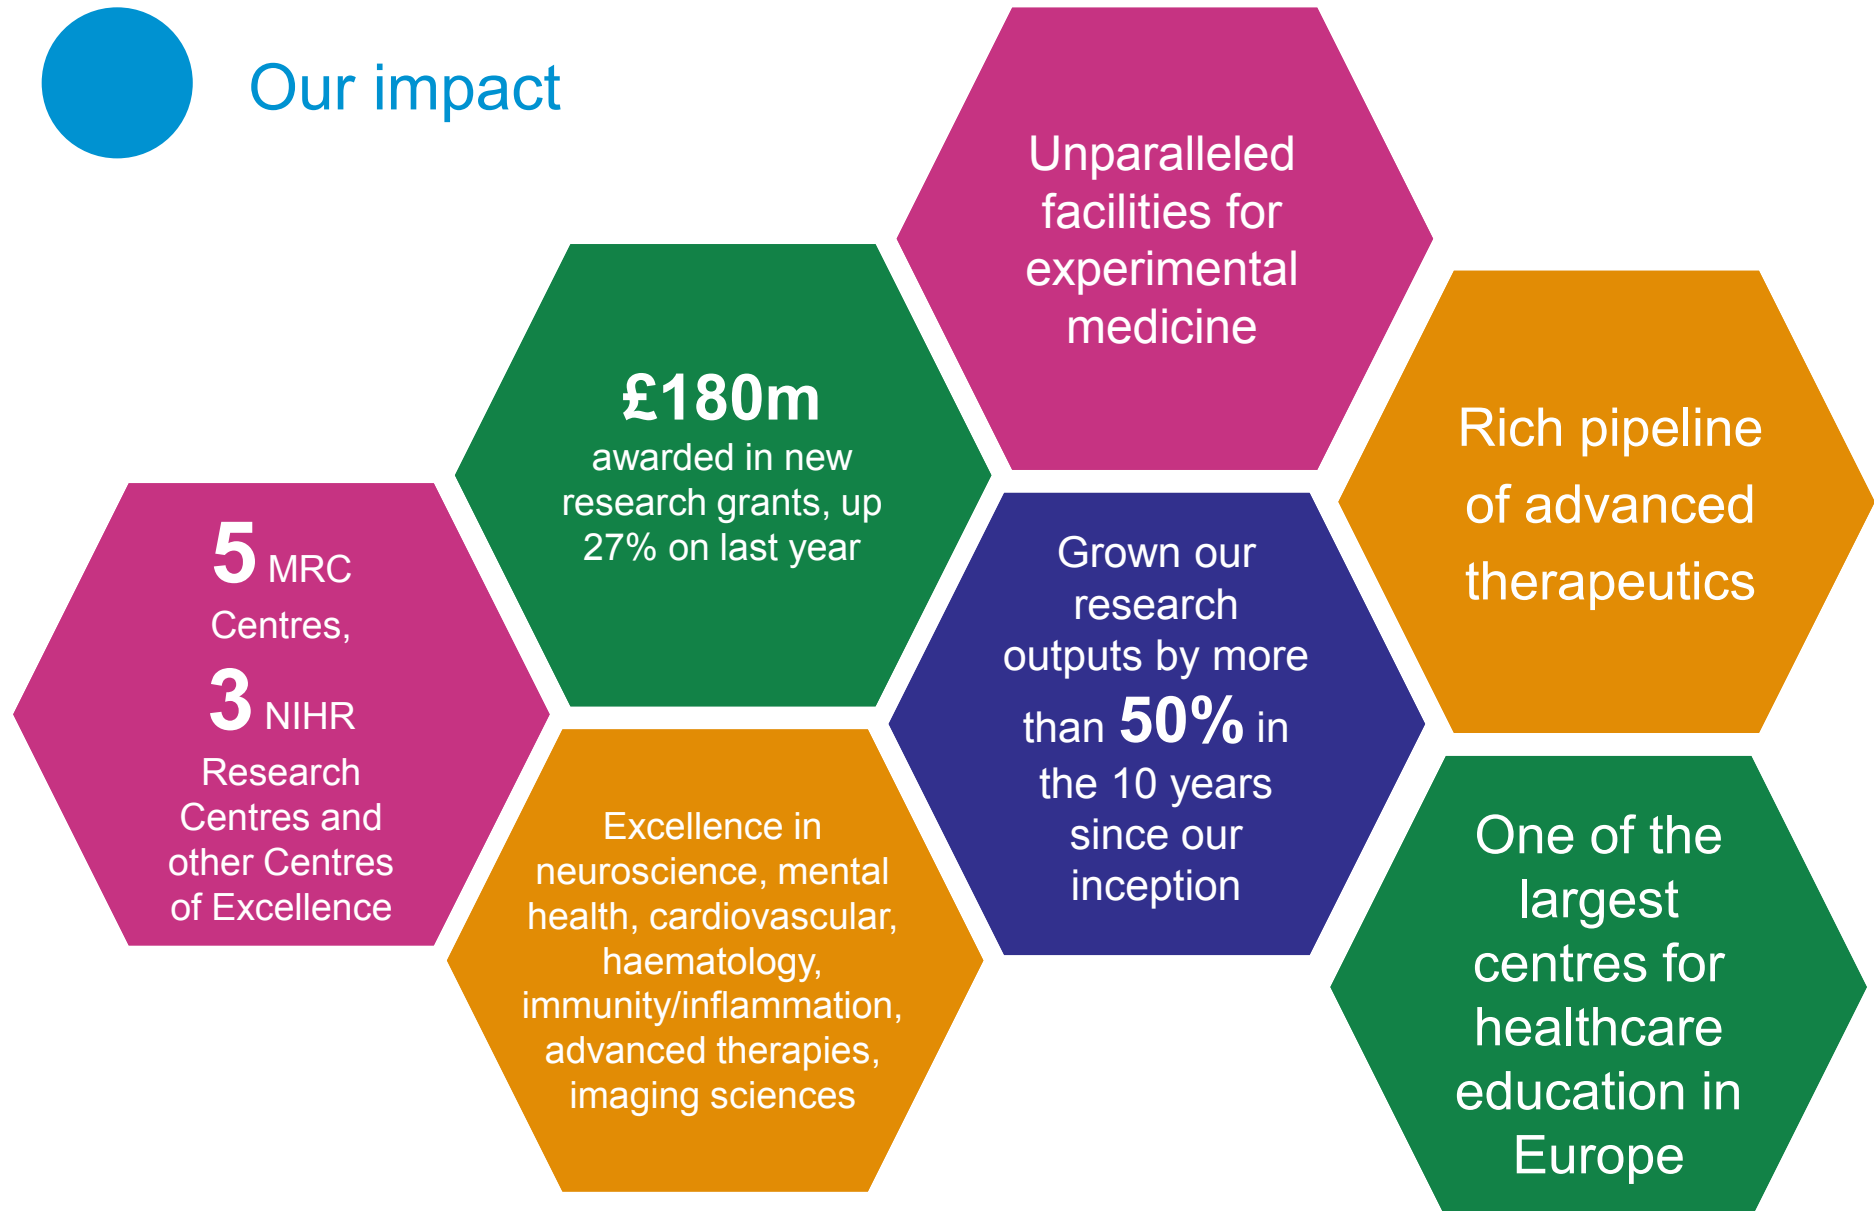 Our impact
Unparalleled
facilities for
experimental
medicine
£180m
awarded in new
research grants, up
27% on last year
Rich pipeline
of advanced
therapeutics
5 MRC
Centres,
3 NIHR
Research
Centres and
other Centres
of Excellence
Grown our
research
outputs by more
than 50% in
the 10 years
since our
inception
Excellence in
neuroscience, mental
health, cardiovascular,
haematology,
immunity/inflammation,
advanced therapies,
imaging sciences
One of the
largest
centres for
healthcare
education in
Europe